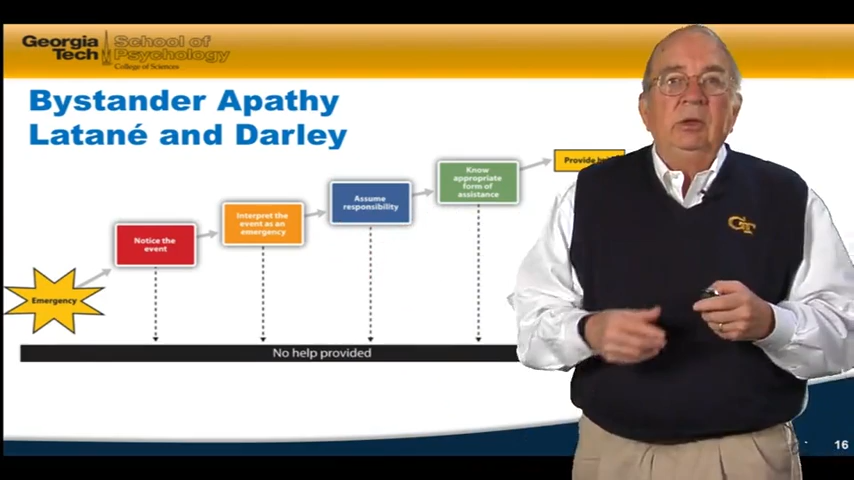 Georgia Tech
School of
Psychology
College of Sciences
Bystander Apathy
Latané and Darley
Emergency
Notice the
event
Interpret the
event as an
emergency
Assume
responsibility
Know
appropriate
form of
assistance
Provide
No help provided
GT
16